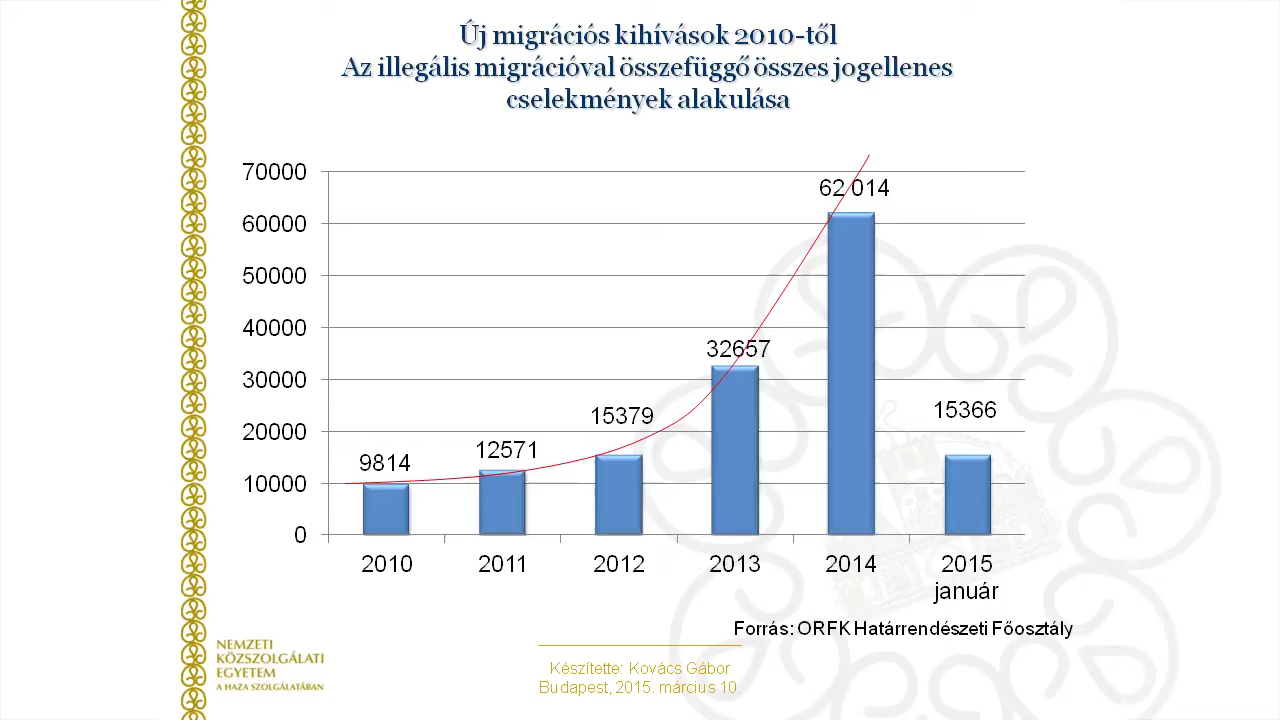 Új migrációs kihívások 2010-től
Az illegális migrációval összefüggő összes jogellenes
cselekmények alakulása
70000
60000
50000
40000
30000
20000
10000
0
9814
12571
15379
32657
62 014
15366
2010
2011
2012
2013
2014
2015
január
Forrás: ORFK Határrendészeti Főosztály
NEMZETI
KÖZSZOLGÁLATI
EGYETEM
A HAZA SZOLGÁLATÁBAN
Készítette: Kovács Gábor
Budapest, 2015. március 10.